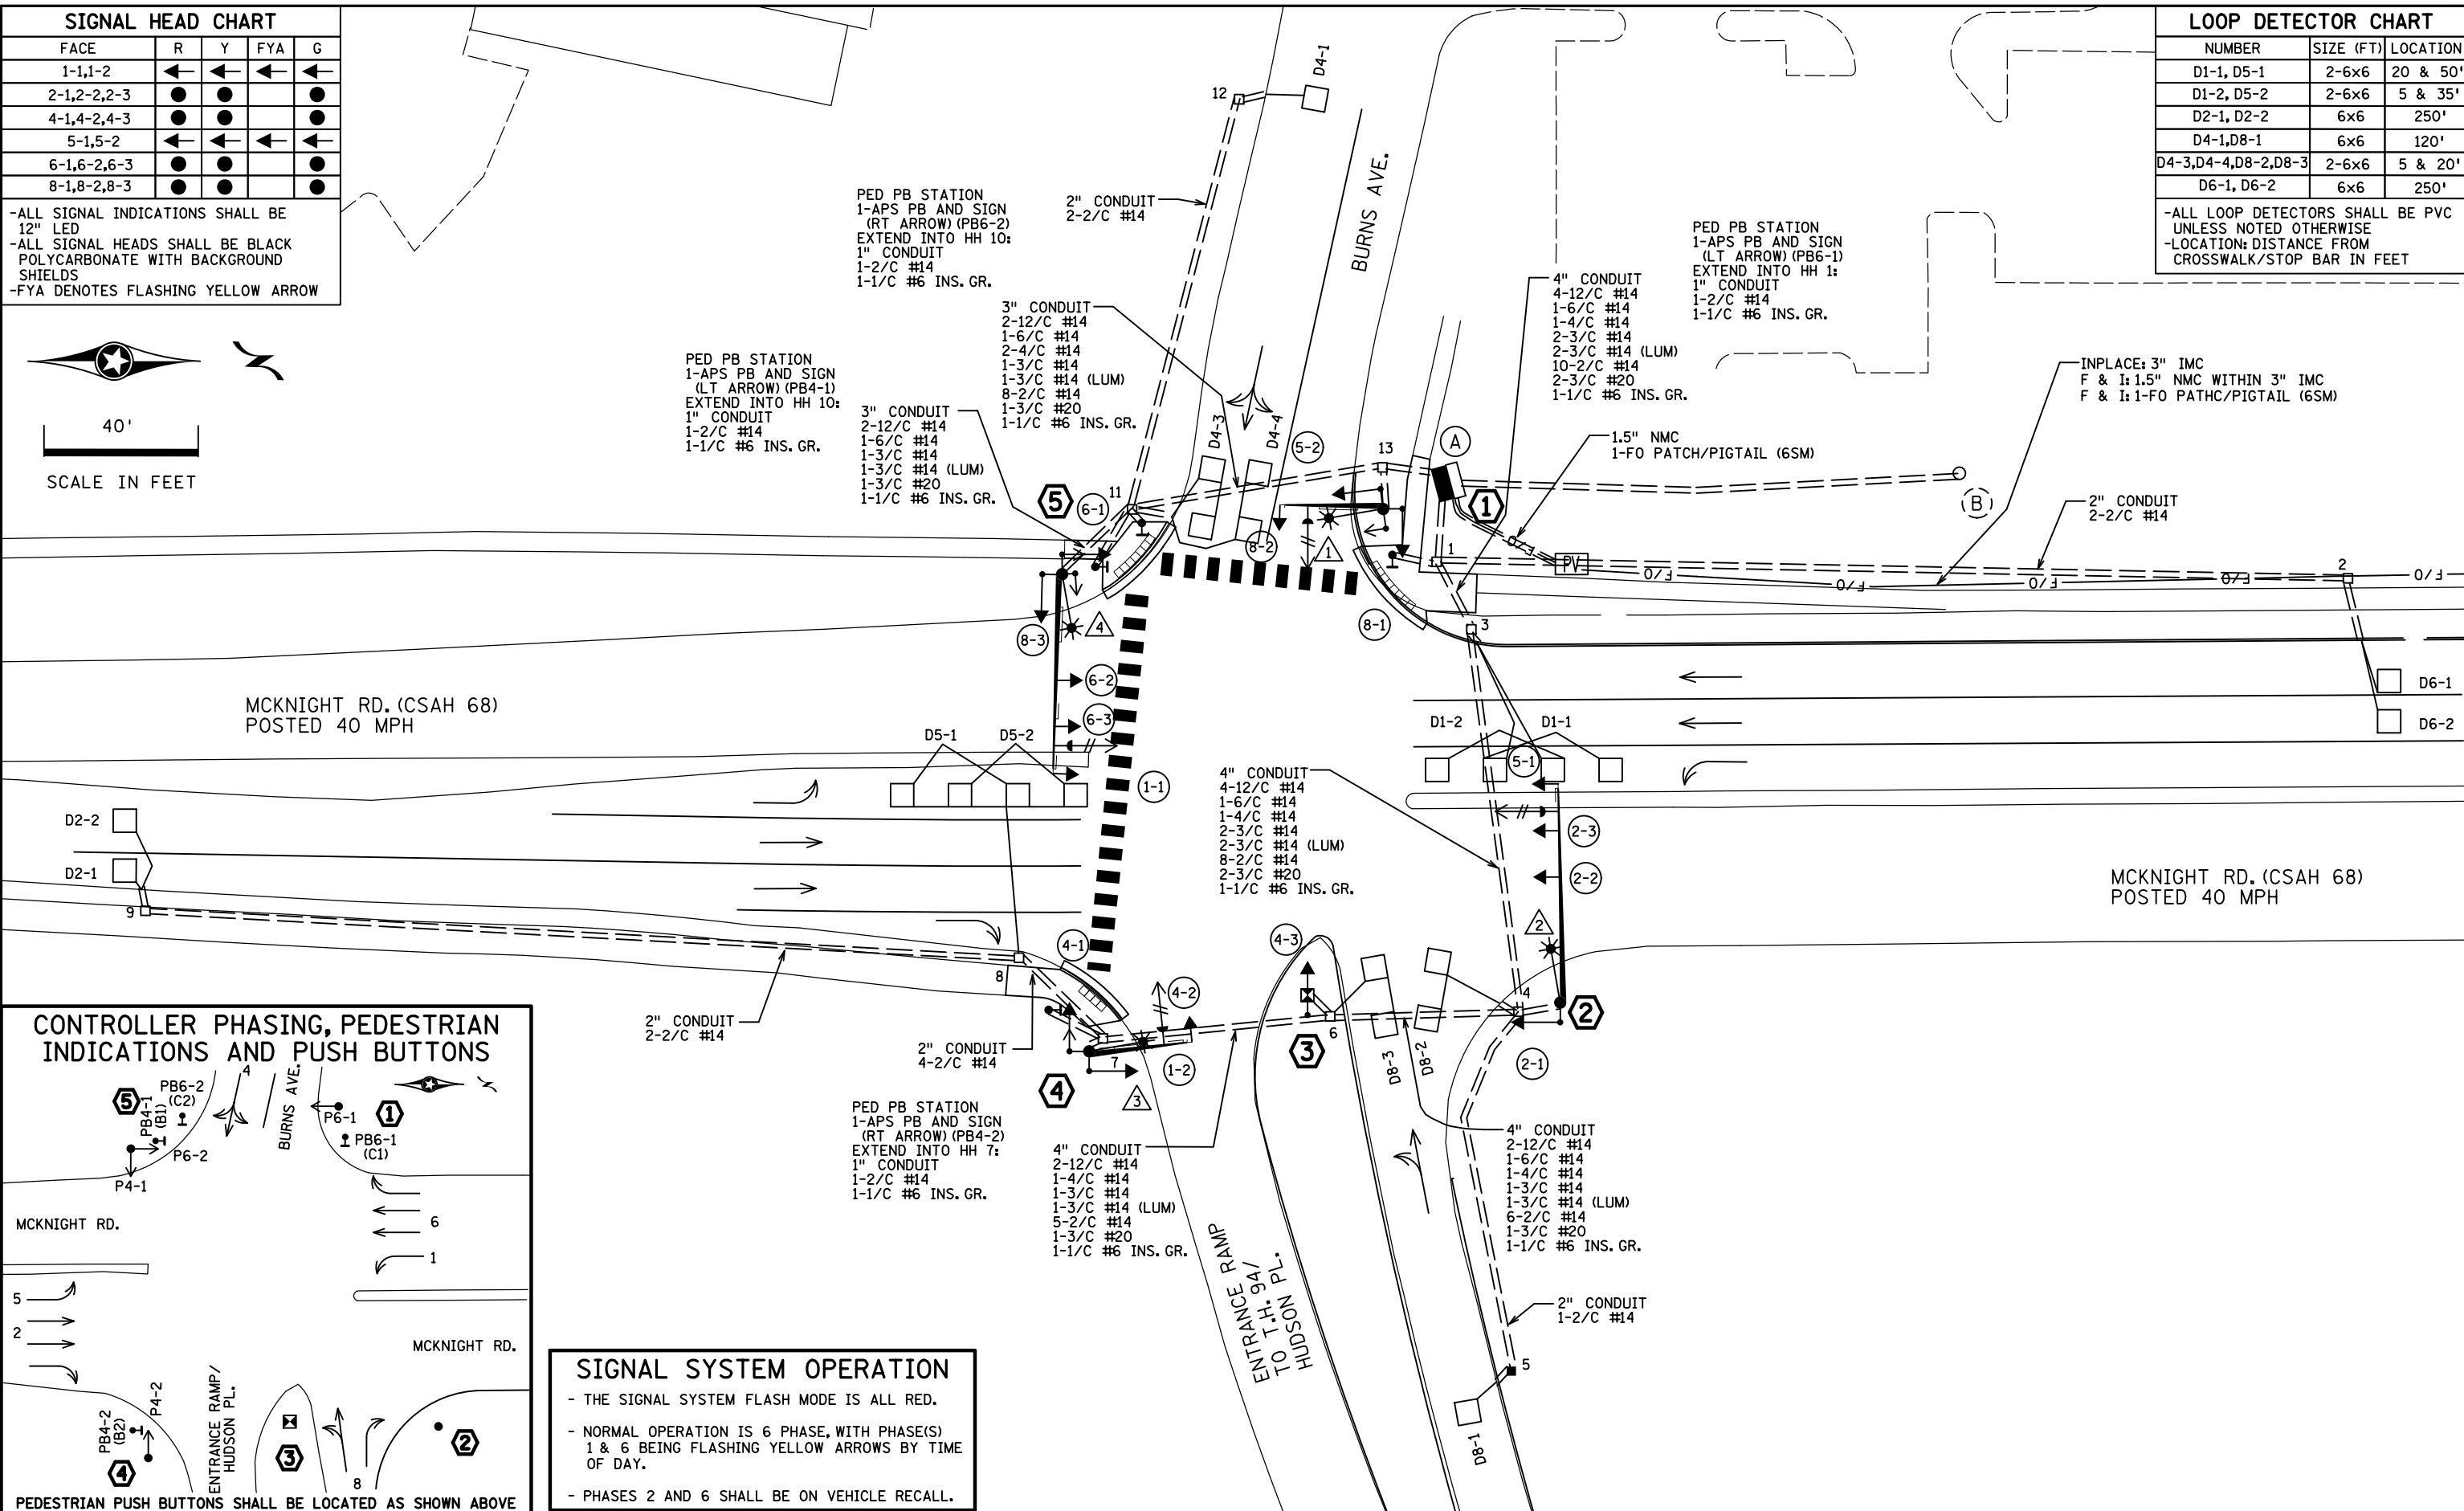 SIGNAL HEAD CHART
FACE R Y FYA G
1-1,1-2
2-1,2-2,2-3
4-1,4-2,4-3
5-1,5-2
6-1,6-2,6-3
8-1,8-2,8-3
-ALL SIGNAL INDICATIONS SHALL BE
12" LED
-ALL SIGNAL HEADS SHALL BE BLACK
POLYCARBONATE WITH BACKGROUND
SHIELDS
-FYA DENOTES FLASHING YELLOW ARROW
40'
SCALE IN FEET
LOOP DETECTOR CHART
NUMBER SIZE (FT) LOCATION
D1-1, D5-1 2-6x6 20 & 50'
D1-2, D5-2 2-6x6 5 & 35'
D2-1, D2-2 6x6 250'
D4-1,D8-1 6x6 120'
D4-3,D4-4,D8-2,D8-3 2-6x6 5 & 20'
D6-1, D6-2 6x6 250'
-ALL LOOP DETECTORS SHALL BE PVC
UNLESS NOTED OTHERWISE
-LOCATION: DISTANCE FROM
CROSSWALK/STOP BAR IN FEET
12
D4-1
BURNS AVE.
2" CONDUIT
2-2/C #14
PED PB STATION
1-APS PB AND SIGN
(RT ARROW) (PB6-2)
EXTEND INTO HH 10:
1" CONDUIT
1-2/C #14
1-1/C #6 INS. GR.
3" CONDUIT
2-12/C #14
1-6/C #14
2-4/C #14
1-3/C #14
1-3/C #14 (LUM)
8-2/C #14
1-3/C #20
1-1/C #6 INS. GR.
PED PB STATION
1-APS PB AND SIGN
(LT ARROW) (PB4-1)
EXTEND INTO HH 10:
1" CONDUIT
1-2/C #14
1-1/C #6 INS. GR.
3" CONDUIT
2-12/C #14
1-6/C #14
1-3/C #14
1-3/C #14 (LUM)
1-3/C #20
1-1/C #6 INS. GR.
4" CONDUIT
4-12/C #14
1-6/C #14
1-4/C #14
2-3/C #14
2-3/C #14 (LUM)
10-2/C #14
2-3/C #20
1-1/C #6 INS. GR.
PED PB STATION
1-APS PB AND SIGN
(LT ARROW) (PB6-1)
EXTEND INTO HH 1:
1" CONDUIT
1-2/C #14
1-1/C #6 INS. GR.
INPLACE: 3" IMC
F & I: 1.5" NMC WITHIN 3" IMC
F & I: 1-FO PATHC/PIGTAIL (6SM)
1.5" NMC
1-FO PATCH/PIGTAIL (6SM)
2" CONDUIT
2-2/C #14
D4-3
D4-4
5-2
13
A
B
5
6-1
11
1
8-2
1
1
F/O
PV
F/O
F/O
F/O
F/O
2
8-3
4
8-1
3
6-2
6-3
MCKNIGHT RD. (CSAH 68)
POSTED 40 MPH
D6-1
D6-2
D5-1
D5-2
D1-2
D1-1
5-1
1-1
4" CONDUIT
4-12/C #14
1-6/C #14
1-4/C #14
2-3/C #14
2-3/C #14 (LUM)
8-2/C #14
2-3/C #20
1-1/C #6 INS. GR.
D2-2
D2-1
9
2-3
2-2
2
MCKNIGHT RD. (CSAH 68)
POSTED 40 MPH
8
4-1
4-3
4-2
4
2
2" CONDUIT
2-2/C #14
2" CONDUIT
4-2/C #14
4
7
3
1-2
3
6
D8-3
D8-2
2-1
PED PB STATION
1-APS PB AND SIGN
(RT ARROW) (PB4-2)
EXTEND INTO HH 7:
1" CONDUIT
1-2/C #14
1-1/C #6 INS. GR.
4" CONDUIT
2-12/C #14
1-4/C #14
1-3/C #14
1-3/C #14 (LUM)
5-2/C #14
1-3/C #20
1-1/C #6 INS. GR.
4" CONDUIT
2-12/C #14
1-6/C #14
1-4/C #14
1-3/C #14
1-3/C #14 (LUM)
6-2/C #14
1-3/C #20
1-1/C #6 INS. GR.
ENTRANCE RAMP
TO T.H. 94/
HUDSON PL.
2" CONDUIT
1-2/C #14
5
D8-1
CONTROLLER PHASING, PEDESTRIAN
INDICATIONS AND PUSH BUTTONS
5
PB4-1
(B1)
PB6-2
(C2)
4
BURNS AVE.
P6-1
1
PB6-1
(C1)
P6-2
P4-1
MCKNIGHT RD.
6
1
5
2
MCKNIGHT RD.
PB4-2
(B2)
P4-2
4
ENTRANCE RAMP/
HUDSON PL.
3
8
2
PEDESTRIAN PUSH BUTTONS SHALL BE LOCATED AS SHOWN ABOVE
SIGNAL SYSTEM OPERATION
- THE SIGNAL SYSTEM FLASH MODE IS ALL RED.
- NORMAL OPERATION IS 6 PHASE, WITH PHASE(S)
1 & 6 BEING FLASHING YELLOW ARROWS BY TIME
OF DAY.
- PHASES 2 AND 6 SHALL BE ON VEHICLE RECALL.